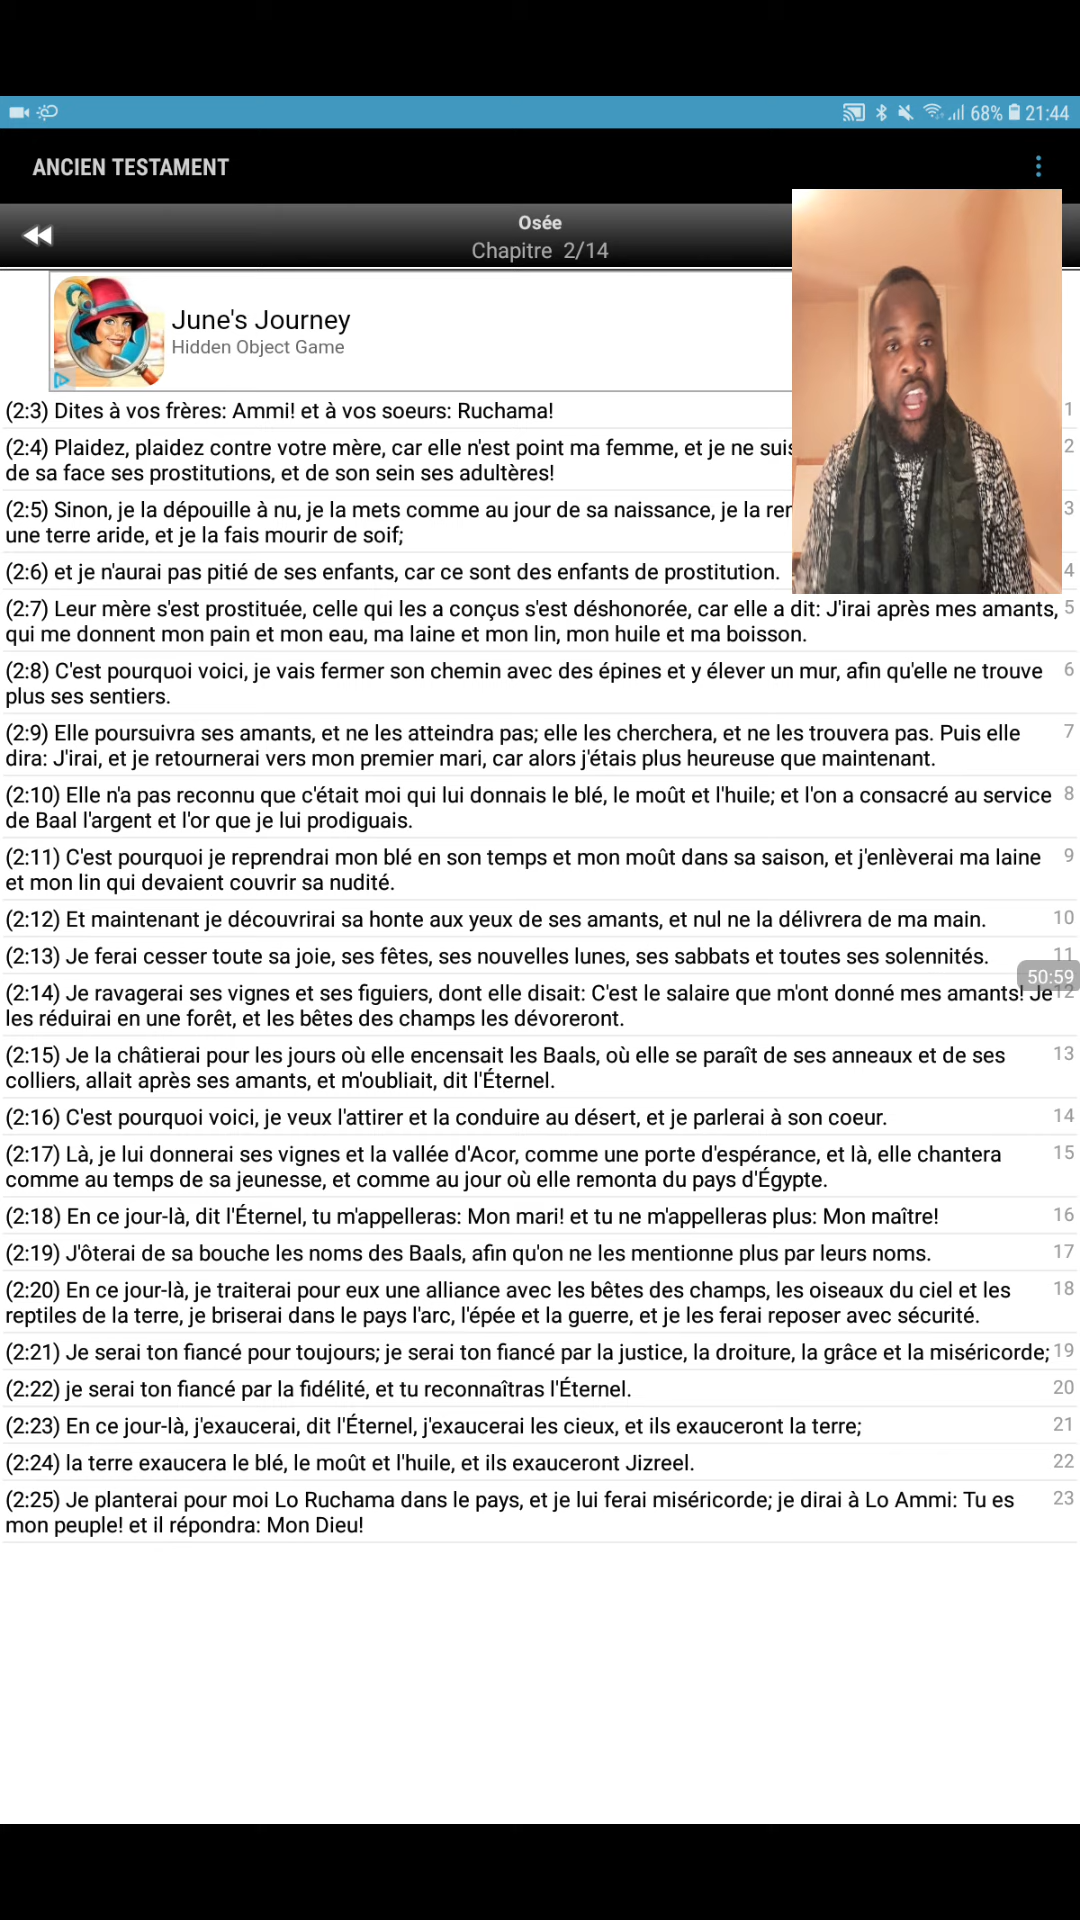 68% 21:44
ANCIEN TESTAMENT
Osée
Chapitre 2/14
June's Journey
Hidden Object Game
(2:3) Dites à vos frères: Ammi! et à vos soeurs: Ruchama! 1
(2:4) Plaidez, plaidez contre votre mère, car elle n'est point ma femme, et je ne suis 2
de sa face ses prostitutions, et de son sein ses adultères!
(2:5) Sinon, je la dépouille à nu, je la mets comme au jour de sa naissance, je la 3
une terre aride, et je la fais mourir de soif;
(2:6) et je n'aurai pas pitié de ses enfants, car ce sont des enfants de prostitution. 4
(2:7) Leur mère s'est prostituée, celle qui les a conçus s'est déshonorée, car elle a dit: J'irai après mes amants, 5
qui me donnent mon pain et mon eau, ma laine et mon lin, mon huile et ma boisson.
(2:8) C'est pourquoi voici, je vais fermer son chemin avec des épines et y élever un mur, afin qu'elle ne trouve 6
plus ses sentiers.
(2:9) Elle poursuivra ses amants, et ne les atteindra pas; elle les cherchera, et ne les trouvera pas. Puis elle 7
dira: J'irai, et je retournerai vers mon premier mari, car alors j'étais plus heureuse que maintenant.
(2:10) Elle n'a pas reconnu que c'était moi qui lui donnais le blé, le moût et l'huile; et l'on a consacré au service 8
de Baal l'argent et l'or que je lui prodiguais.
(2:11) C'est pourquoi je reprendrai mon blé en son temps et mon moût dans sa saison, et j'enlèverai ma laine 9
et mon lin qui devaient couvrir sa nudité.
(2:12) Et maintenant je découvrirai sa honte aux yeux de ses amants, et nul ne la délivrera de ma main. 10
(2:13) Je ferai cesser toute sa joie, ses fêtes, ses nouvelles lunes, ses sabbats et toutes ses solennités. 11
50:59
(2:14) Je ravagerai ses vignes et ses figuiers, dont elle disait: C'est le salaire que m'ont donné mes amants! Je 12
les réduirai en une forêt, et les bêtes des champs les dévoreront.
(2:15) Je la châtierai pour les jours où elle encensait les Baals, où elle se paraît de ses anneaux et de ses 13
colliers, allait après ses amants, et m'oubliait, dit l'Éternel.
(2:16) C'est pourquoi voici, je veux l'attirer et la conduire au désert, et je parlerai à son coeur. 14
(2:17) Là, je lui donnerai ses vignes et la vallée d'Acor, comme une porte d'espérance, et là, elle chantera 15
comme au temps de sa jeunesse, et comme au jour où elle remonta du pays d'Égypte.
(2:18) En ce jour-là, dit l'Éternel, tu m'appelleras: Mon mari! et tu ne m'appelleras plus: Mon maître! 16
(2:19) J'ôterai de sa bouche les noms des Baals, afin qu'on ne les mentionne plus par leurs noms. 17
(2:20) En ce jour-là, je traiterai pour eux une alliance avec les bêtes des champs, les oiseaux du ciel et les 18
reptiles de la terre, je briserai dans le pays l'arc, l'épée et la guerre, et je les ferai reposer avec sécurité.
(2:21) Je serai ton fiancé pour toujours; je serai ton fiancé par la justice, la droiture, la grâce et la miséricorde; 19
(2:22) je serai ton fiancé par la fidélité, et tu reconnaîtras l'Éternel. 20
(2:23) En ce jour-là, j'exaucerai, dit l'Éternel, j'exaucerai les cieux, et ils exauceront la terre; 21
(2:24) la terre exaucera le blé, le moût et l'huile, et ils exauceront Jizreel. 22
(2:25) Je planterai pour moi Lo Ruchama dans le pays, et je lui ferai miséricorde; je dirai à Lo Ammi: Tu es 23
mon peuple! et il répondra: Mon Dieu!